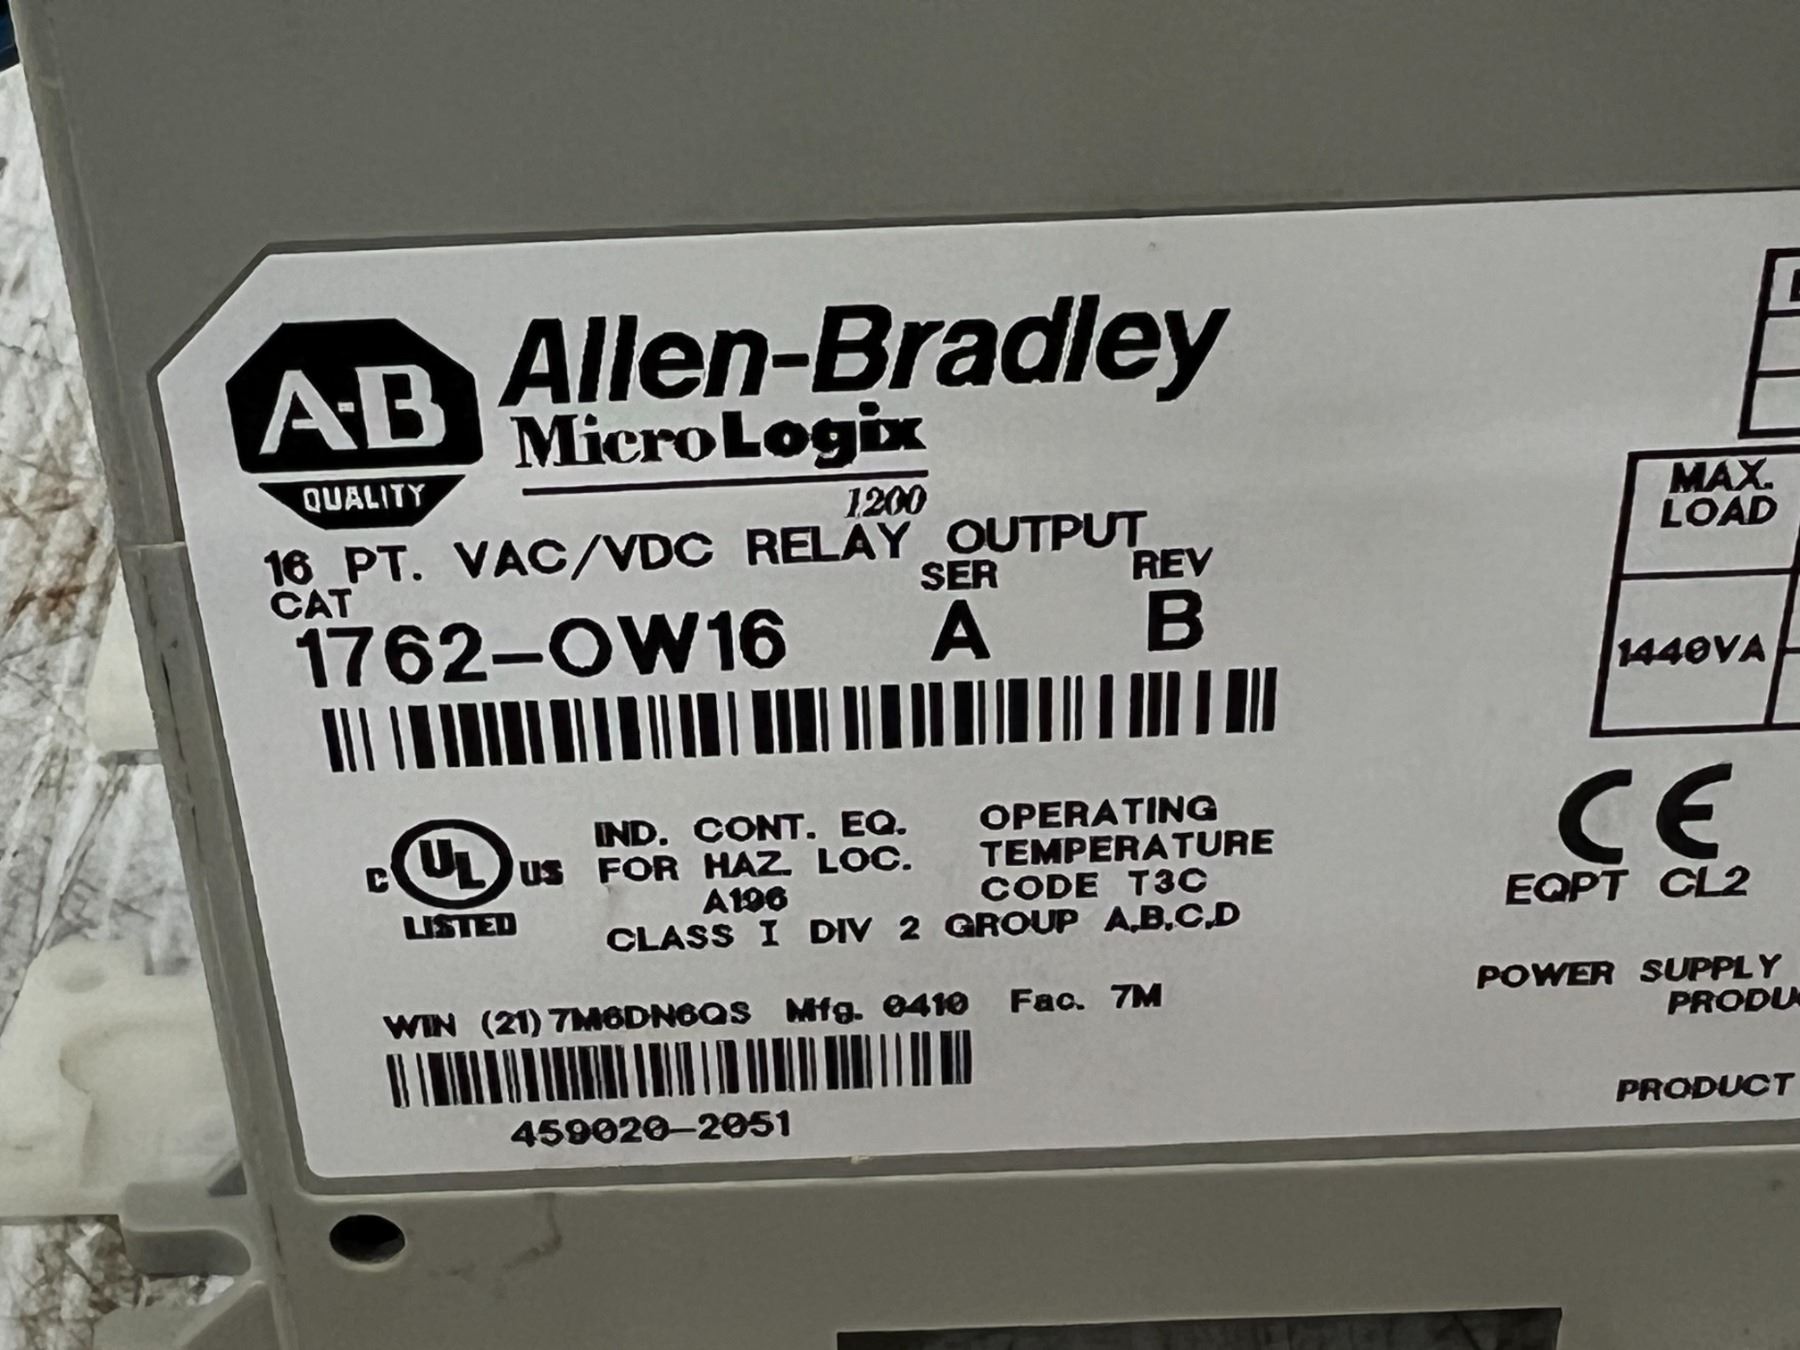 A-B
QUALITY
Allen-Bradley
MicroLogix
1200
16 PT. VAC/VDC RELAY OUTPUT
CAT
SER
REV
1762-OW16
A
B
MAX.
LOAD
1440VA
C UL US
LISTED
IND. CONT. EQ.
FOR HAZ. LOC.
A196
OPERATING
TEMPERATURE
CODE T3C
CLASS I DIV 2 GROUP A,B,C,D
CE
EQPT CL2
WIN (21)7M6DN6QS Mfg. 0410 Fac. 7M
459020-2051
POWER SUPPLY
PRODUCT